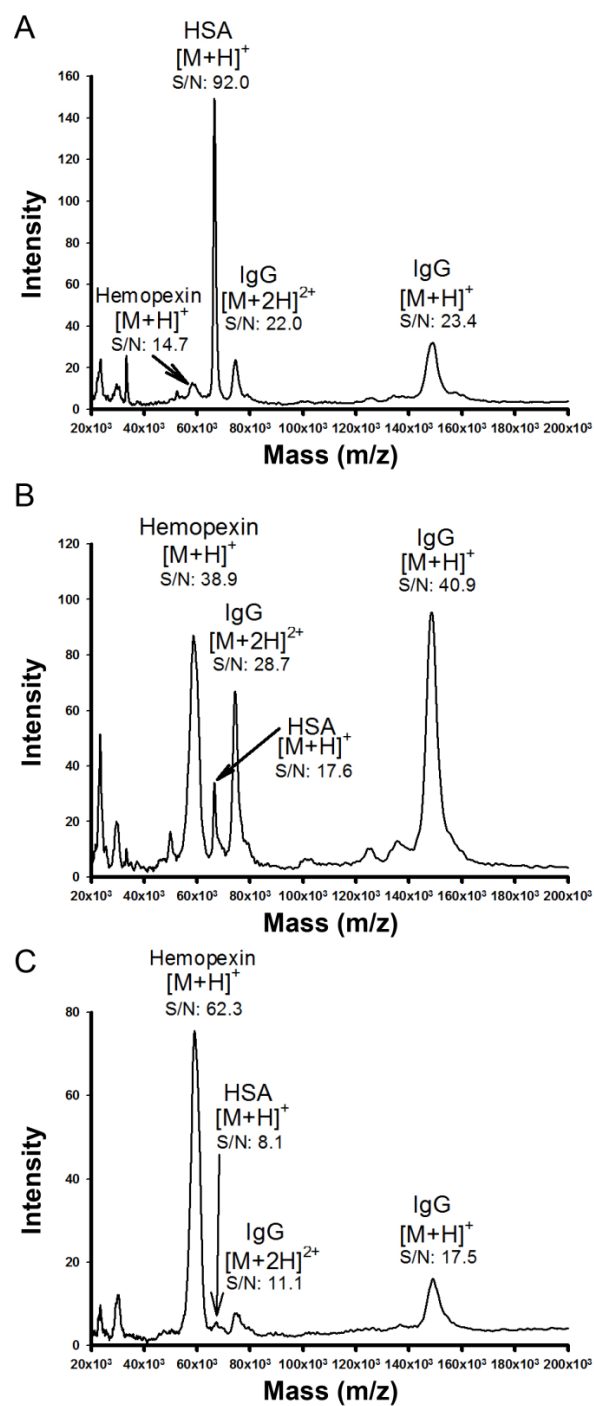 A
HSA
[M+H]⁺
S/N: 92.0
160
140
120
100
80
60
40
20
0
Intensity
Hemopexin
[M+H]⁺
S/N: 14.7
IgG
[M+2H]²⁺
S/N: 22.0
IgG
[M+H]⁺
S/N: 23.4
20x10³ 40x10³ 60x10³ 80x10³ 100x10³ 120x10³ 140x10³ 160x10³ 180x10³ 200x10³
Mass (m/z)
B
Hemopexin
[M+H]⁺
S/N: 38.9
IgG
[M+2H]²⁺
S/N: 28.7
HSA
[M+H]⁺
S/N: 17.6
IgG
[M+H]⁺
S/N: 40.9
120
100
80
60
40
20
0
Intensity
20x10³ 40x10³ 60x10³ 80x10³ 100x10³ 120x10³ 140x10³ 160x10³ 180x10³ 200x10³
Mass (m/z)
C
Hemopexin
[M+H]⁺
S/N: 62.3
HSA
[M+H]⁺
S/N: 8.1
IgG
[M+2H]²⁺
S/N: 11.1
IgG
[M+H]⁺
S/N: 17.5
80
60
40
20
0
Intensity
20x10³ 40x10³ 60x10³ 80x10³ 100x10³ 120x10³ 140x10³ 160x10³ 180x10³ 200x10³
Mass (m/z)